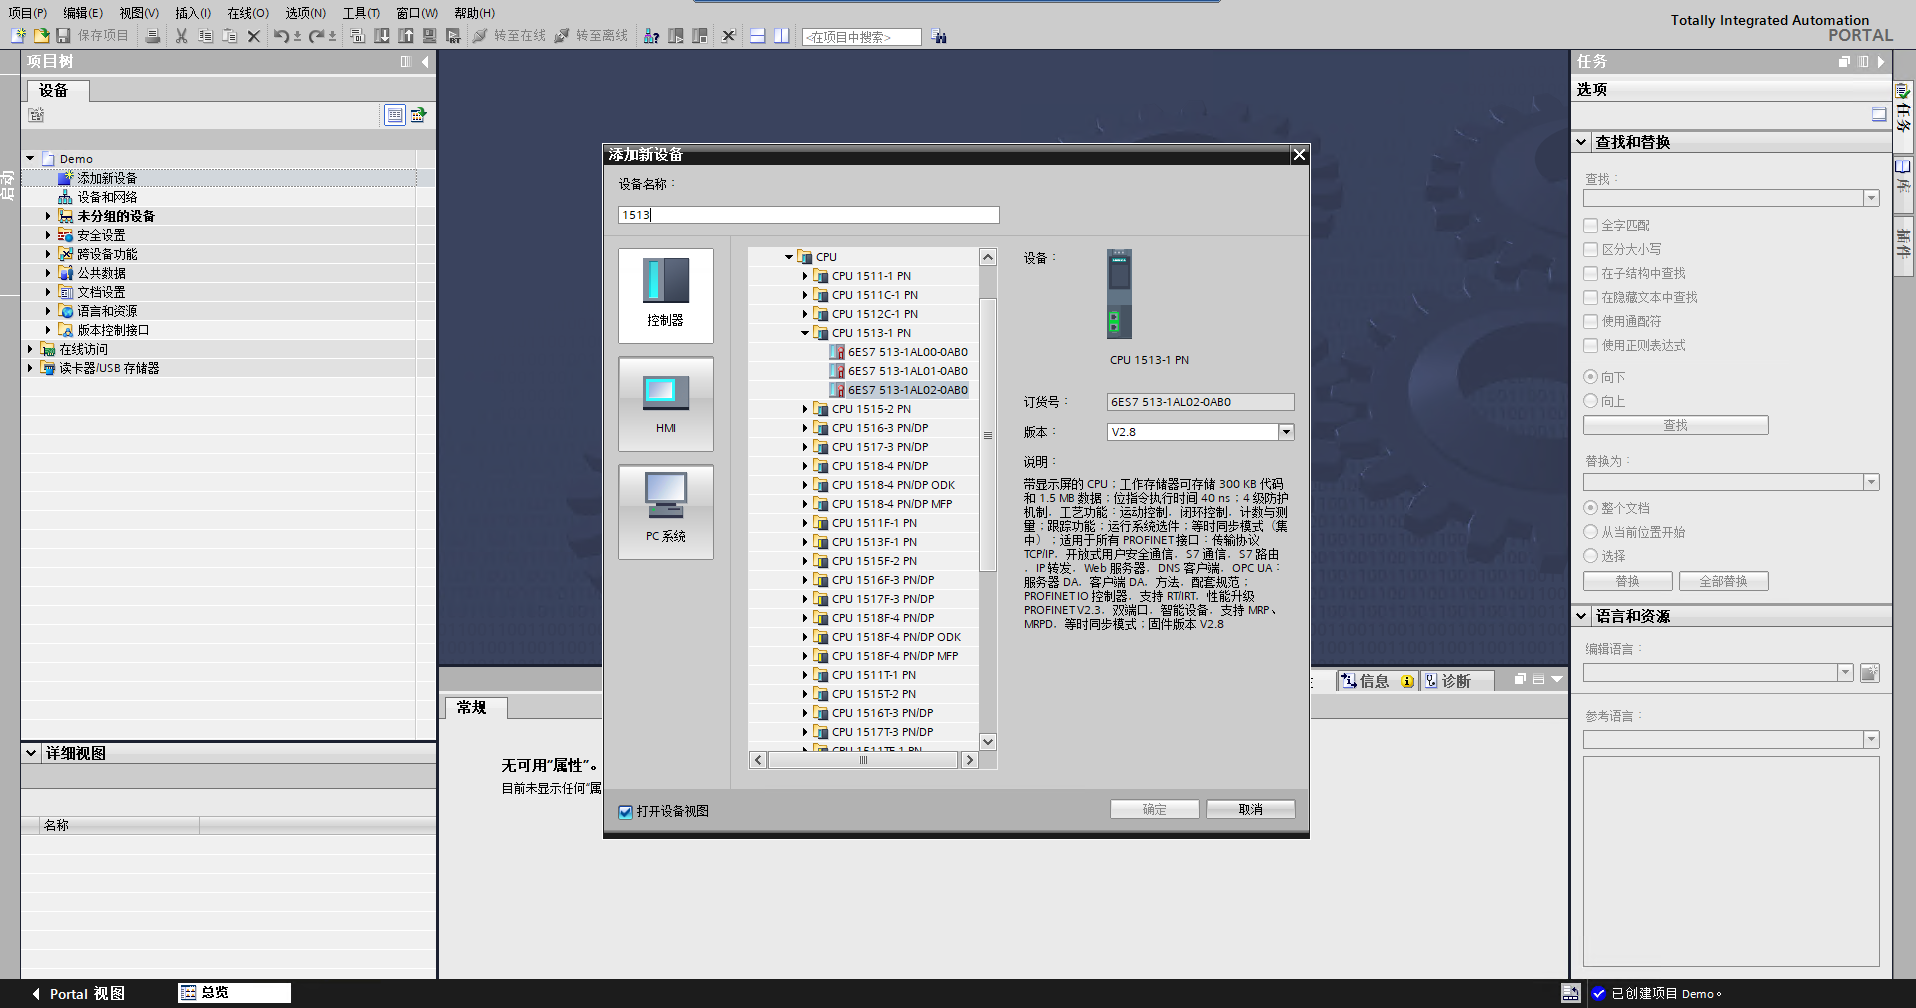 项目(P) 编辑(E) 视图(V) 插入(I) 在线(O) 选项(N) 工具(T) 窗口(W) 帮助(H)
Totally Integrated Automation
PORTAL
保存项目 转至在线 转至离线 <在项目中搜索>
项目树
设备
启动
Demo
添加新设备
设备和网络
未分组的设备
安全设置
跨设备功能
公共数据
文档设置
语言和资源
版本控制接口
在线访问
读卡器/USB 存储器
详细视图
名称
添加新设备
设备名称：
1513
控制器
HMI
PC 系统
CPU
CPU 1511-1 PN
CPU 1511C-1 PN
CPU 1512C-1 PN
CPU 1513-1 PN
6ES7 513-1AL00-0AB0
6ES7 513-1AL01-0AB0
6ES7 513-1AL02-0AB0
CPU 1515-2 PN
CPU 1516-3 PN/DP
CPU 1517-3 PN/DP
CPU 1518-4 PN/DP
CPU 1518-4 PN/DP ODK
CPU 1518-4 PN/DP MFP
CPU 1511F-1 PN
CPU 1513F-1 PN
CPU 1515F-2 PN
CPU 1516F-3 PN/DP
CPU 1517F-3 PN/DP
CPU 1518F-4 PN/DP
CPU 1518F-4 PN/DP ODK
CPU 1518F-4 PN/DP MFP
CPU 1511T-1 PN
CPU 1515T-2 PN
CPU 1516T-3 PN/DP
CPU 1517T-3 PN/DP
CPU 1511TF-1 PN
设备：
CPU 1513-1 PN
订货号： 6ES7 513-1AL02-0AB0
版本： V2.8
说明：
带显示屏的 CPU；工作存储器可存储 300 KB 代码
和 1.5 MB 数据；位指令执行时间 40 ns；4 级防护
机制，工艺功能：运动控制，闭环控制，计数与测
量；跟踪功能；运行系统选件；等时同步模式（集
中）；适用于所有 PROFINET 接口：传输协议
TCP/IP，开放式用户安全通信，S7 通信，S7 路由
，IP 转发，Web 服务器，DNS 客户端，OPC UA：
服务器 DA，客户端 DA，方法，配套规范；
PROFINET IO 控制器，支持 RT/IRT，性能升级
PROFINET V2.3，双端口，智能设备，支持 MRP、
MRPD，等时同步模式；固件版本 V2.8
打开设备视图
确定 取消
信息 诊断
常规
无可用“属性”。
目前未显示任何“属
任务
选项
查找和替换
查找：
全字匹配
区分大小写
在子结构中查找
在隐藏文本中查找
使用通配符
使用正则表达式
向下
向上
查找
替换为：
整个文档
从当前位置开始
选择
替换 全部替换
语言和资源
编辑语言：
参考语言：
任务
库
插件
Portal 视图 总览 已创建项目 Demo。